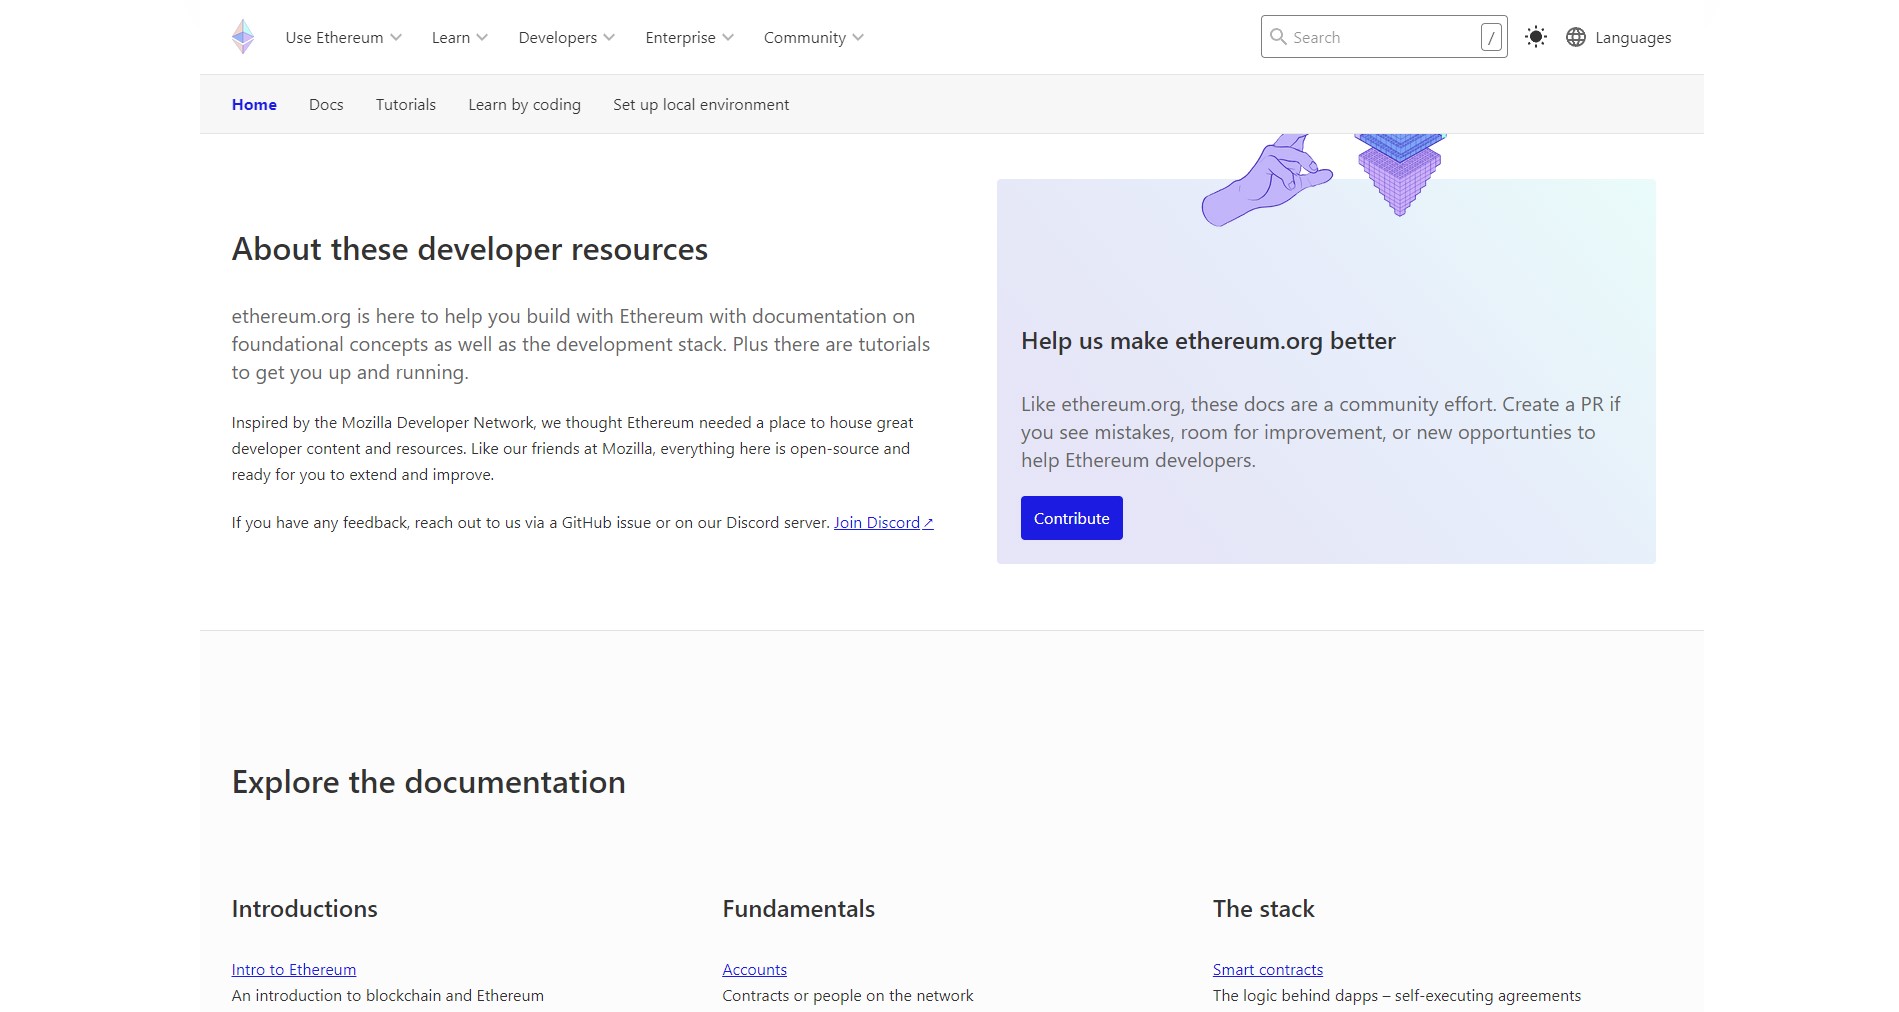 Use Ethereum Learn Developers Enterprise Community Search / Languages
Home Docs Tutorials Learn by coding Set up local environment
About these developer resources
ethereum.org is here to help you build with Ethereum with documentation on
foundational concepts as well as the development stack. Plus there are tutorials
to get you up and running.
Inspired by the Mozilla Developer Network, we thought Ethereum needed a place to house great
developer content and resources. Like our friends at Mozilla, everything here is open-source and
ready for you to extend and improve.
If you have any feedback, reach out to us via a GitHub issue or on our Discord server. Join Discord↗
Help us make ethereum.org better
Like ethereum.org, these docs are a community effort. Create a PR if
you see mistakes, room for improvement, or new opportunties to
help Ethereum developers.
Contribute
Explore the documentation
Introductions
Intro to Ethereum
An introduction to blockchain and Ethereum
Fundamentals
Accounts
Contracts or people on the network
The stack
Smart contracts
The logic behind dapps – self-executing agreements